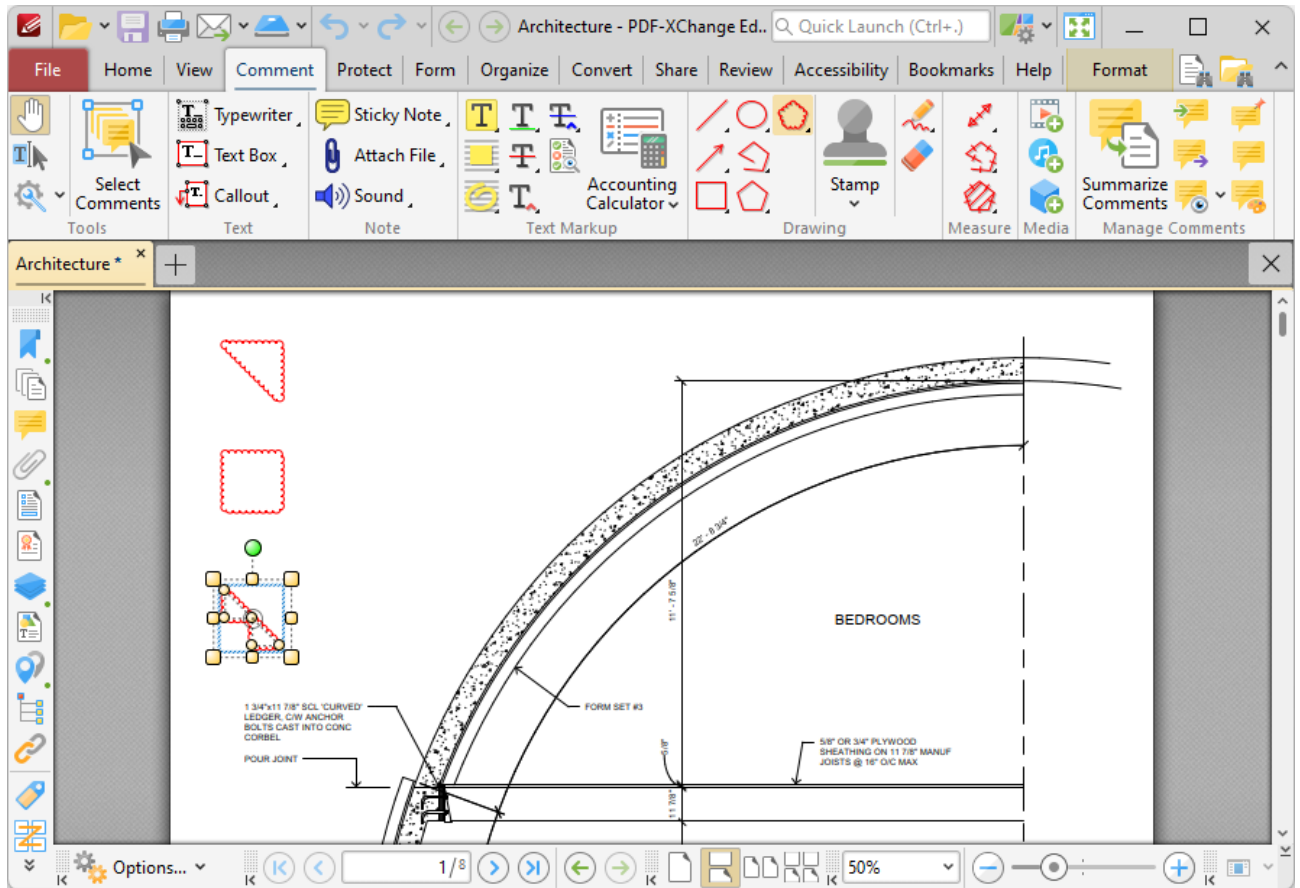 Architecture - PDF-XChange Ed..
Quick Launch (Ctrl+.)
File Home View Comment Protect Form Organize Convert Share Review Accessibility Bookmarks Help Format
Typewriter
Sticky Note
Text Box
Attach File
Select
Comments
Callout
Sound
Accounting
Calculator
Stamp
Summarize
Comments
Tools Text Note Text Markup Drawing Measure Media Manage Comments
Architecture *
22' - 8 3/4"
11' - 7 5/8"
BEDROOMS
1 3/4"x11 7/8" SCL 'CURVED'
LEDGER, C/W ANCHOR
BOLTS CAST INTO CONC
CORBEL
FORM SET #3
POUR JOINT
5/8"
5/8" OR 3/4" PLYWOOD
SHEATHING ON 11 7/8" MANUF
JOISTS @ 16" O/C MAX
11 7/8"
Options...
1/8
50%